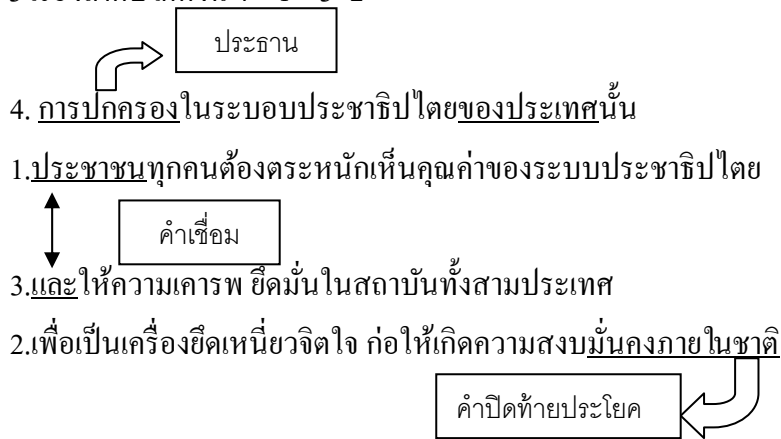 ประธาน
4. การปกครองในระบอบประชาธิปไตยของประเทศนั้น
1.ประชาชนทุกคนต้องตระหนักเห็นคุณค่าของระบบประชาธิปไตย
คำเชื่อม
3.และให้ความเคารพ ยึดมั่นในสถาบันทั้งสามประเทศ
2.เพื่อเป็นเครื่องยึดเหนี่ยวจิตใจ ก่อให้เกิดความสงบมั่นคงภายในชาติ
คำปิดท้ายประโยค